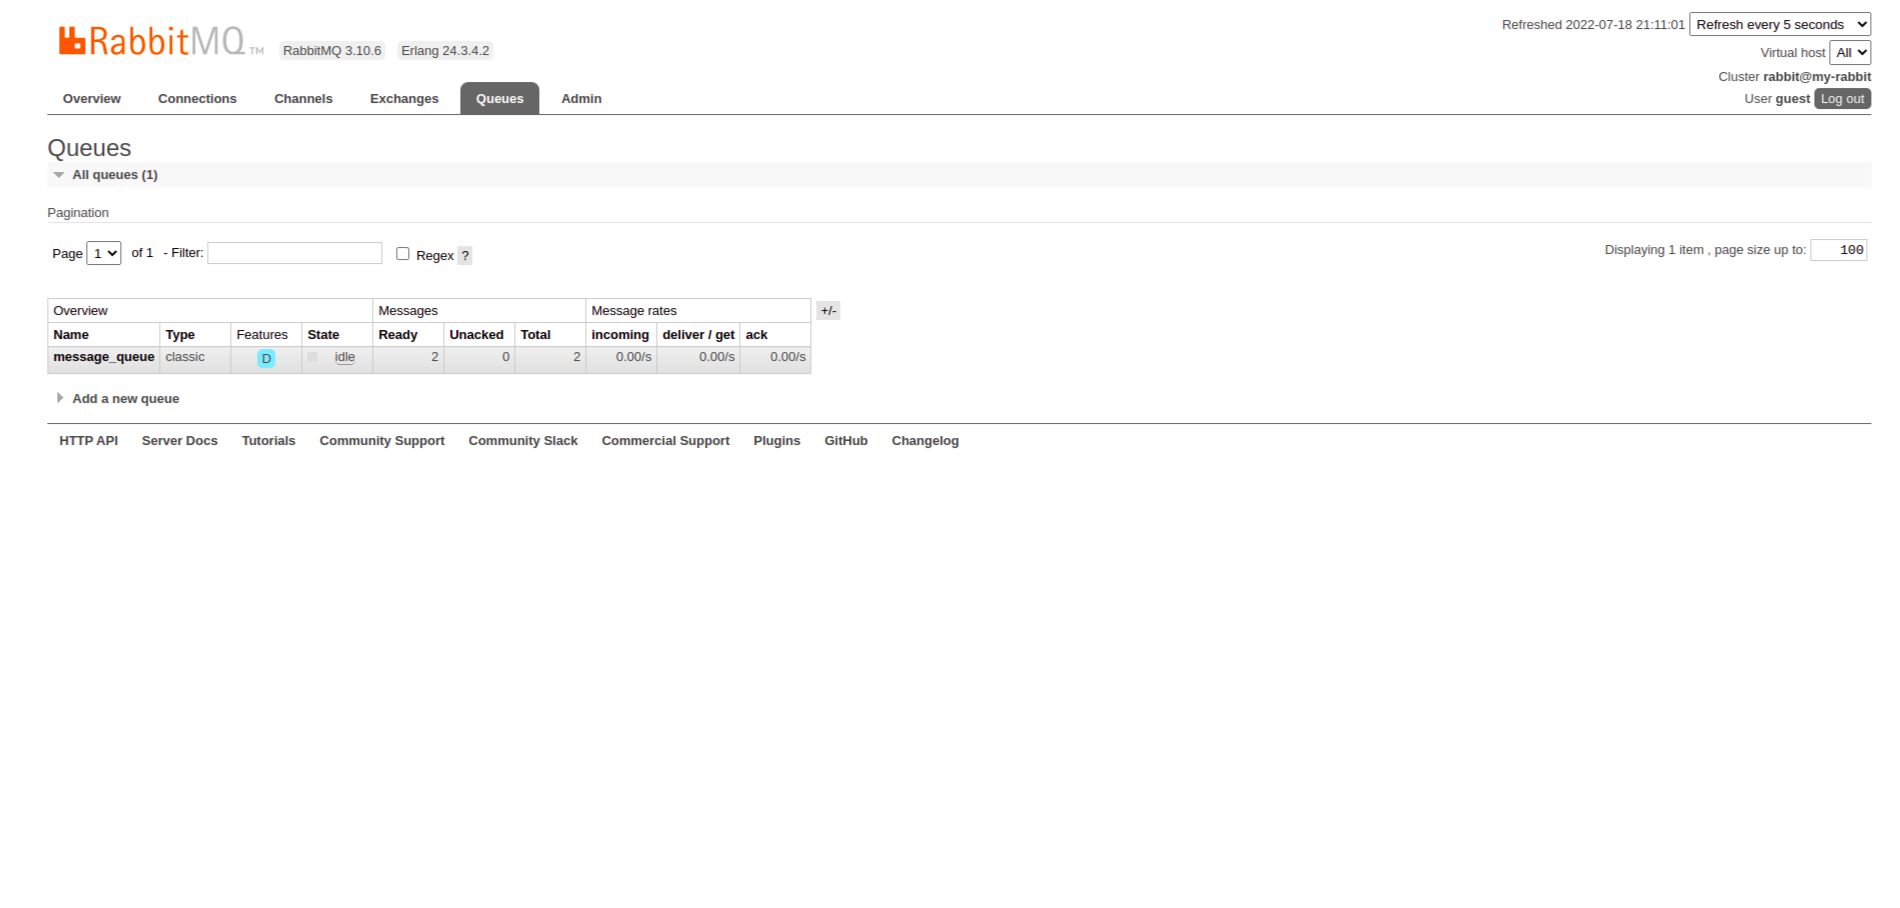 RabbitMQ TM RabbitMQ 3.10.6 Erlang 24.3.4.2
Refreshed 2022-07-18 21:11:01 Refresh every 5 seconds
Virtual host All
Cluster rabbit@my-rabbit
User guest Log out
Overview Connections Channels Exchanges Queues Admin
Queues
All queues (1)
Pagination
Page 1 of 1 - Filter: Regex ?
Displaying 1 item , page size up to: 100
Overview Messages Message rates +/-
Name Type Features State Ready Unacked Total incoming deliver / get ack
message_queue classic D idle 2 0 2 0.00/s 0.00/s 0.00/s
Add a new queue
HTTP API Server Docs Tutorials Community Support Community Slack Commercial Support Plugins GitHub Changelog